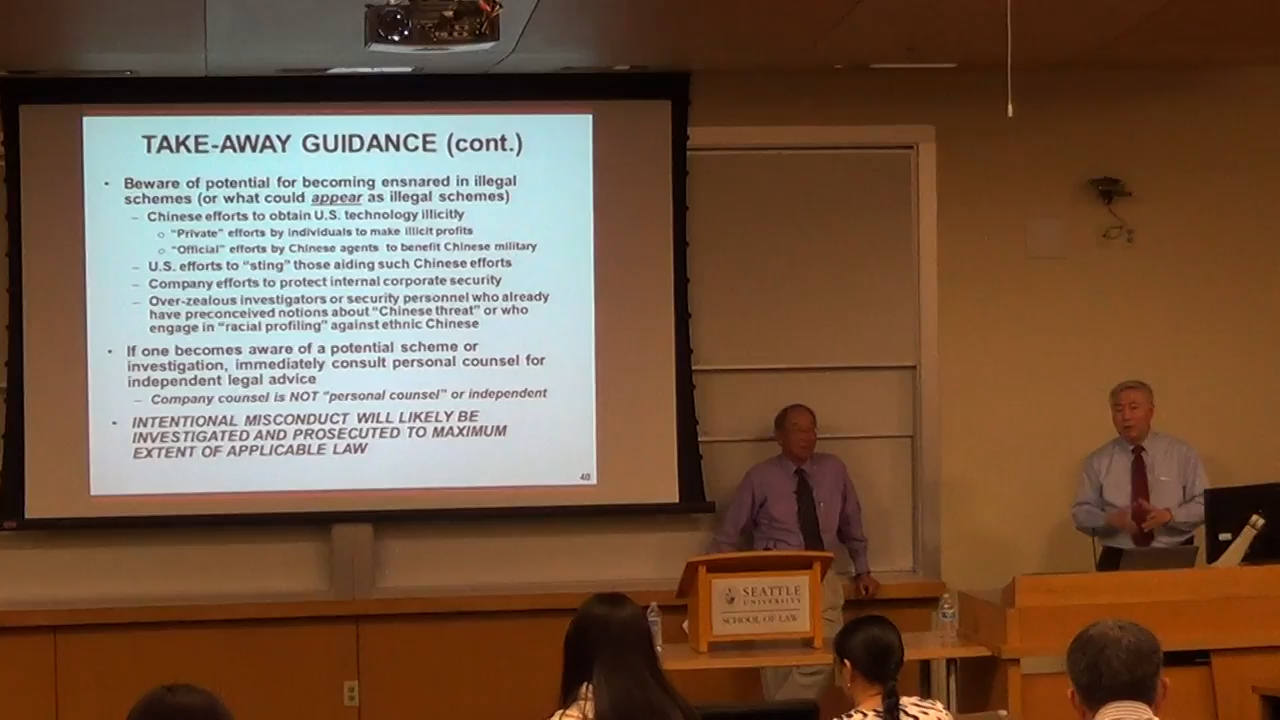 TAKE-AWAY GUIDANCE (cont.)
• Beware of potential for becoming ensnared in illegal
schemes (or what could appear as illegal schemes)
– Chinese efforts to obtain U.S. technology illicitly
o "Private" efforts by individuals to make illicit profits
o "Official" efforts by Chinese agents to benefit Chinese military
– U.S. efforts to "sting" those aiding such Chinese efforts
– Company efforts to protect internal corporate security
– Over-zealous investigators or security personnel who already
have preconceived notions about "Chinese threat" or who
engage in "racial profiling" against ethnic Chinese
• If one becomes aware of a potential scheme or
investigation, immediately consult personal counsel for
independent legal advice
– Company counsel is NOT "personal counsel" or independent
• INTENTIONAL MISCONDUCT WILL LIKELY BE
INVESTIGATED AND PROSECUTED TO MAXIMUM
EXTENT OF APPLICABLE LAW
40
SEATTLE
UNIVERSITY
SCHOOL OF LAW